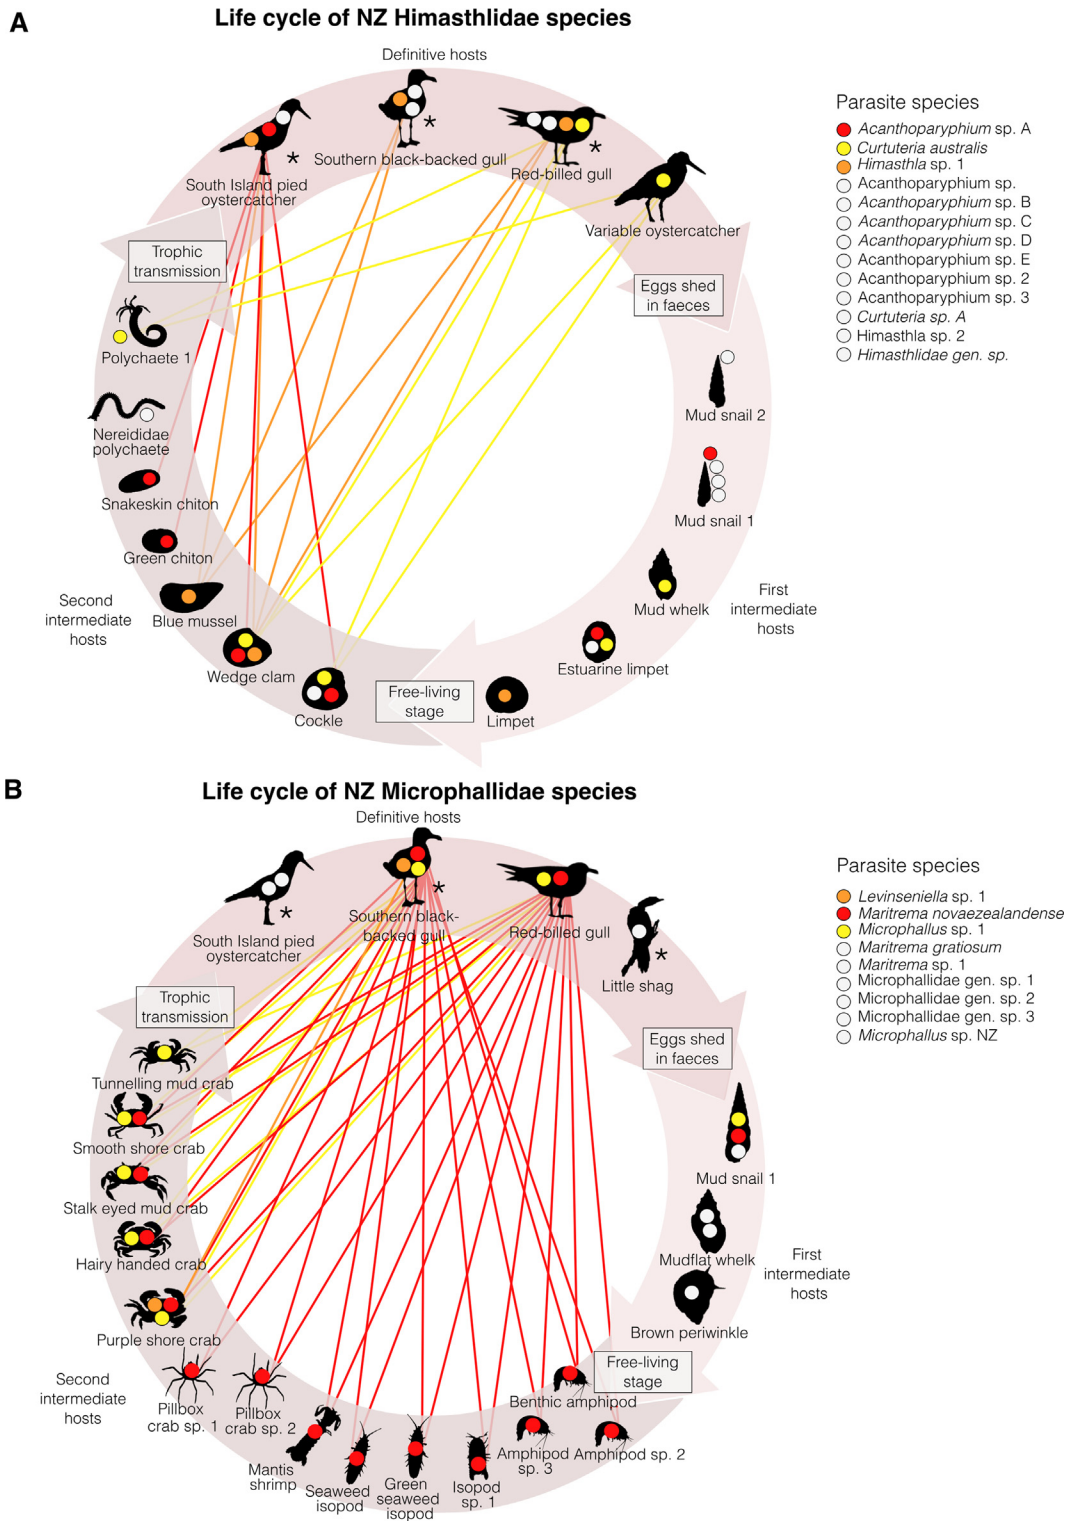 A
Life cycle of NZ Himasthlidae species
Definitive hosts
*
Southern black-backed gull
*
Red-billed gull
*
South Island pied
oystercatcher
Variable oystercatcher
Trophic
transmission
Eggs shed
in faeces
Polychaete 1
Nereididae
polychaete
Snakeskin chiton
Green chiton
Blue mussel
Wedge clam
Cockle
Second
intermediate
hosts
Free-living
stage
Mud snail 2
Mud snail 1
Mud whelk
Estuarine limpet
Limpet
First
intermediate
hosts
Parasite species
Acanthoparyphium sp. A
Curtuteria australis
Himasthla sp. 1
Acanthoparyphium sp.
Acanthoparyphium sp. B
Acanthoparyphium sp. C
Acanthoparyphium sp. D
Acanthoparyphium sp. E
Acanthoparyphium sp. 2
Acanthoparyphium sp. 3
Curtuteria sp. A
Himasthla sp. 2
Himasthlidae gen. sp.
B
Life cycle of NZ Microphallidae species
Definitive hosts
*
South Island pied
oystercatcher
*
Southern black-
backed gull
Red-billed gull
*
Little shag
Trophic
transmission
Eggs shed
in faeces
Tunnelling mud crab
Smooth shore crab
Stalk eyed mud crab
Hairy handed crab
Purple shore crab
Second
intermediate
hosts
Pillbox
crab sp. 1
Pillbox
crab sp. 2
Mantis
shrimp
Seaweed
isopod
Green
seaweed
isopod
Isopod
sp. 1
Amphipod
sp. 3
Benthic amphipod
Amphipod sp. 2
Free-living
stage
Mud snail 1
Mudflat whelk
Brown periwinkle
First
intermediate
hosts
Parasite species
Levinseniella sp. 1
Maritrema novaezealandense
Microphallus sp. 1
Maritrema gratiosum
Maritrema sp. 1
Microphallidae gen. sp. 1
Microphallidae gen. sp. 2
Microphallidae gen. sp. 3
Microphallus sp. NZ